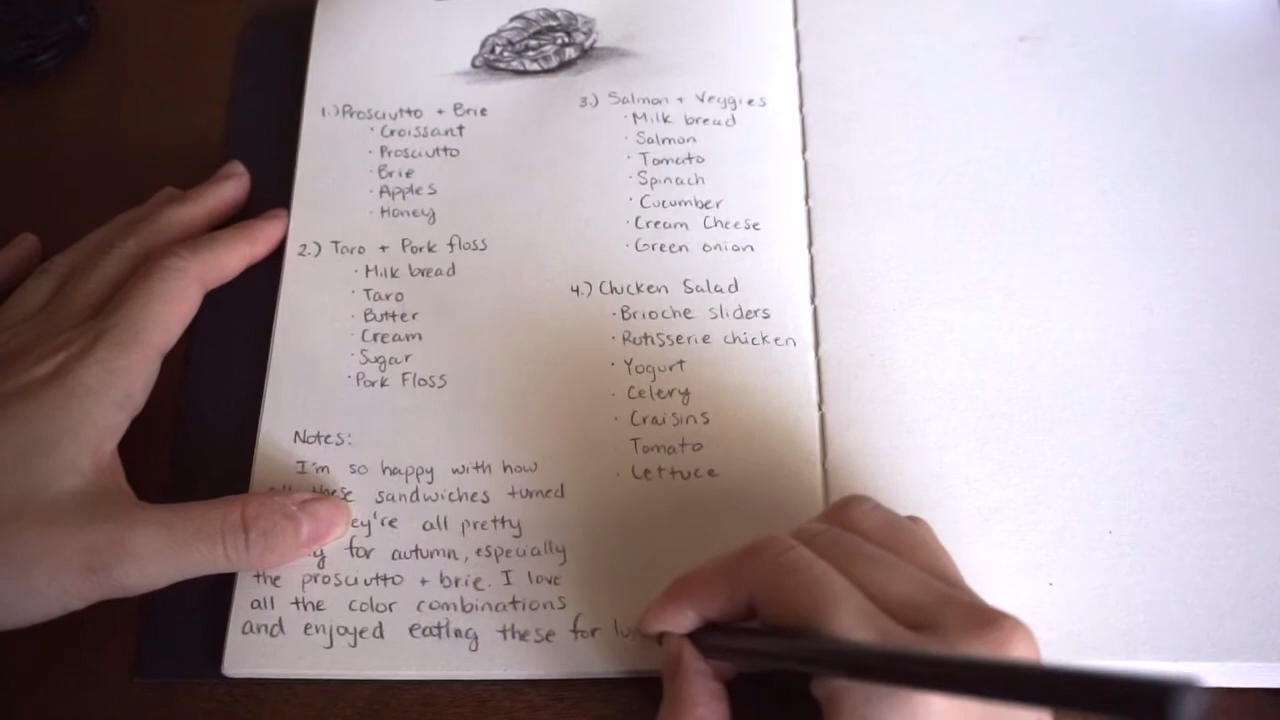 1.) Prosciutto + Brie
· Croissant
· Prosciutto
· Brie
· Apples
· Honey
2.) Taro + Pork floss
· Milk bread
· Taro
· Butter
· Cream
· Sugar
· Pork Floss
Notes:
I'm so happy with how
these sandwiches turned
all pretty
for autumn, especially
the prosciutto + brie. I love
all the color combinations
and enjoyed eating these for
3.) Salmon + Veggies
· Milk bread
· Salmon
· Tomato
· Spinach
· Cucumber
· Cream Cheese
· Green onion
4.) Chicken Salad
· Brioche sliders
· Rotisserie chicken
· Yogurt
· Celery
· Craisins
Tomato
· Lettuce